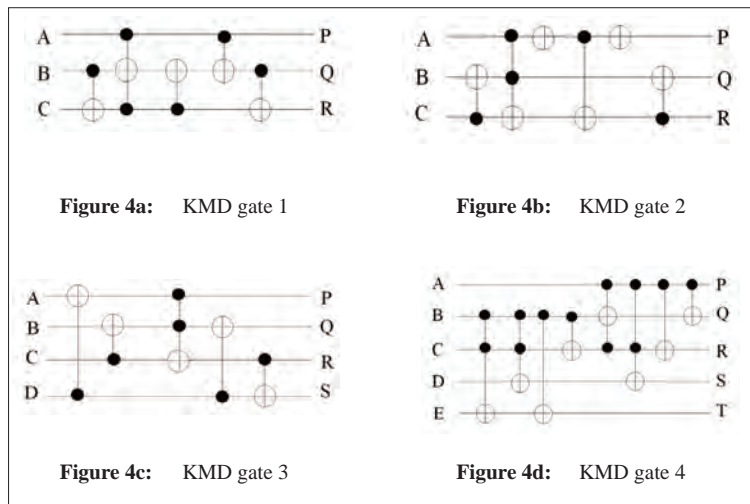 A P
B Q
C R
Figure 4a: KMD gate 1
A P
B Q
C R
Figure 4b: KMD gate 2
A P
B Q
C R
D S
Figure 4c: KMD gate 3
A P
B Q
C R
D S
E T
Figure 4d: KMD gate 4